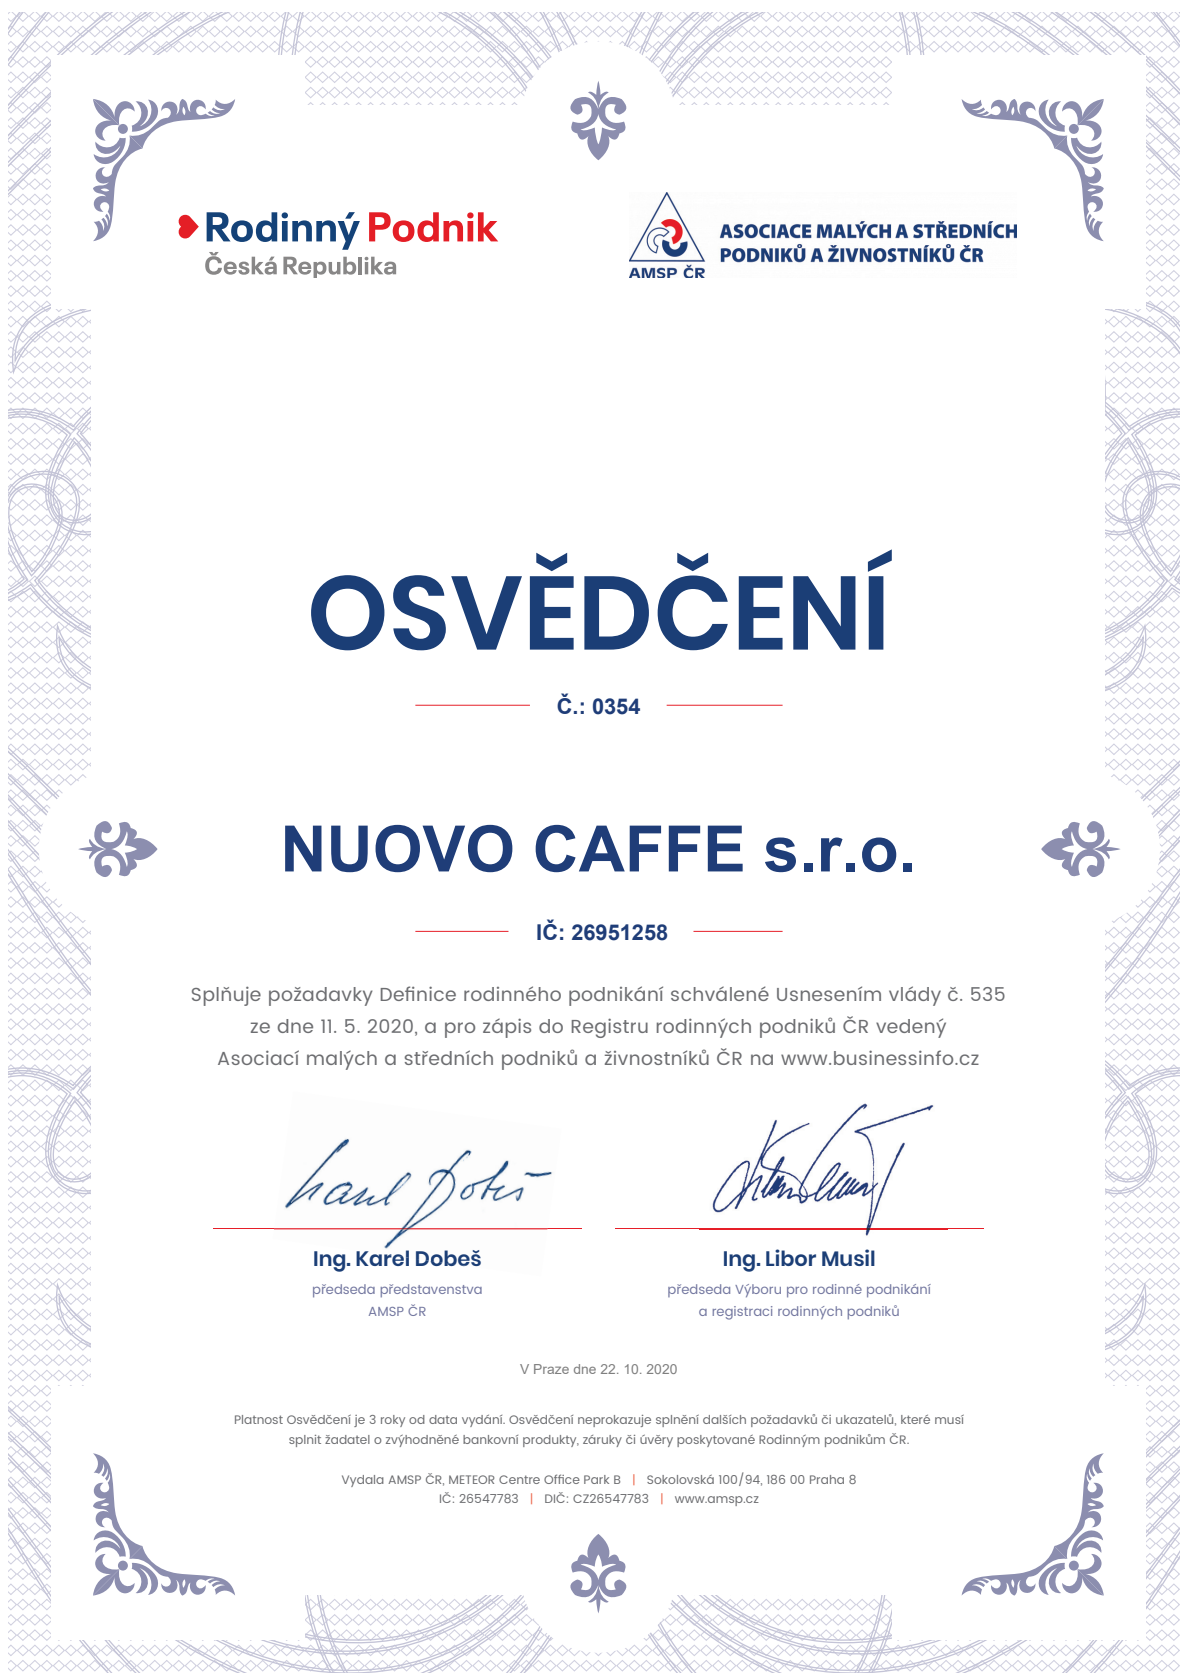 Rodinný Podnik
Česká Republika
AMSP ČR
ASOCIACE MALÝCH A STŘEDNÍCH
PODNIKŮ A ŽIVNOSTNÍKŮ ČR
OSVĚDČENÍ
Č.: 0354
NUOVO CAFFE s.r.o.
IČ: 26951258
Splňuje požadavky Definice rodinného podnikání schválené Usnesením vlády č. 535
ze dne 11. 5. 2020, a pro zápis do Registru rodinných podniků ČR vedený
Asociací malých a středních podniků a živnostníků ČR na www.businessinfo.cz
Karel Dobeš
Ing. Karel Dobeš
předseda představenstva
AMSP ČR
Ing. Libor Musil
předseda Výboru pro rodinné podnikání
a registraci rodinných podniků
V Praze dne 22. 10. 2020
Platnost Osvědčení je 3 roky od data vydání. Osvědčení neprokazuje splnění dalších požadavků či ukazatelů, které musí
splnit žadatel o zvýhodněné bankovní produkty, záruky či úvěry poskytované Rodinným podnikům ČR.
Vydala AMSP ČR, METEOR Centre Office Park B | Sokolovská 100/94, 186 00 Praha 8
IČ: 26547783 | DIČ: CZ26547783 | www.amsp.cz